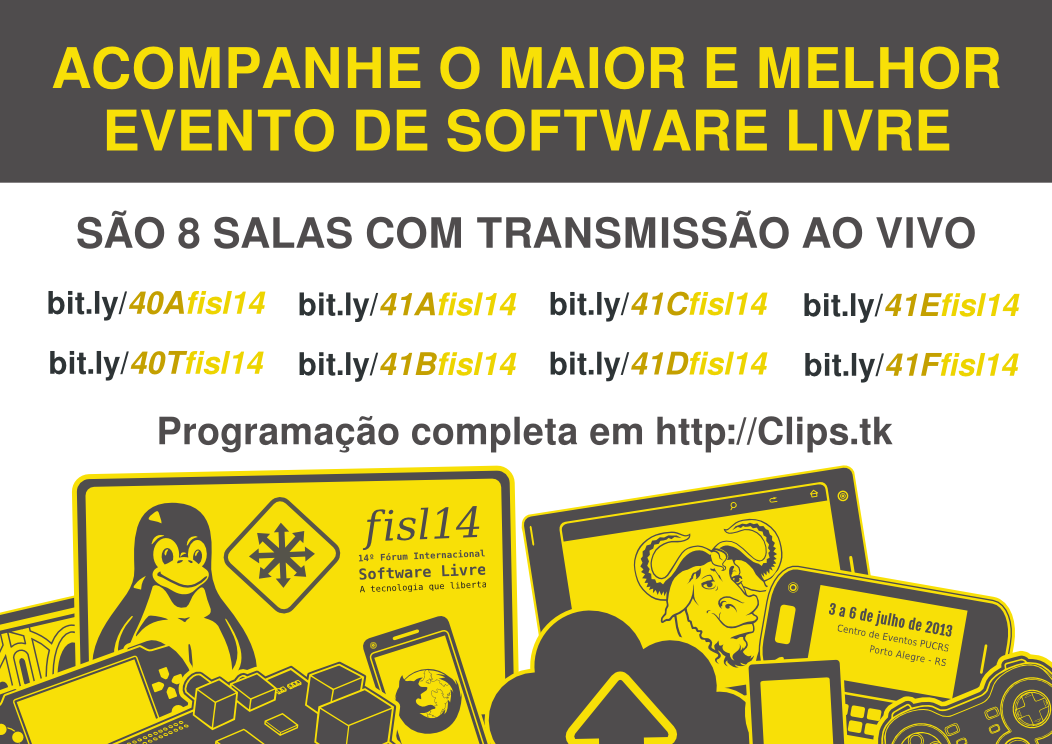 ACOMPANHE O MAIOR E MELHOR
EVENTO DE SOFTWARE LIVRE
SÃO 8 SALAS COM TRANSMISSÃO AO VIVO
bit.ly/40Afisl14 bit.ly/41Afisl14 bit.ly/41Cfisl14 bit.ly/41Efisl14
bit.ly/40Tfisl14 bit.ly/41Bfisl14 bit.ly/41Dfisl14 bit.ly/41Ffisl14
Programação completa em http://Clips.tk
fisl14
14º Fórum Internacional
Software Livre
A tecnologia que liberta
3 a 6 de julho de 2013
Centro de Eventos PUCRS
Porto Alegre - RS